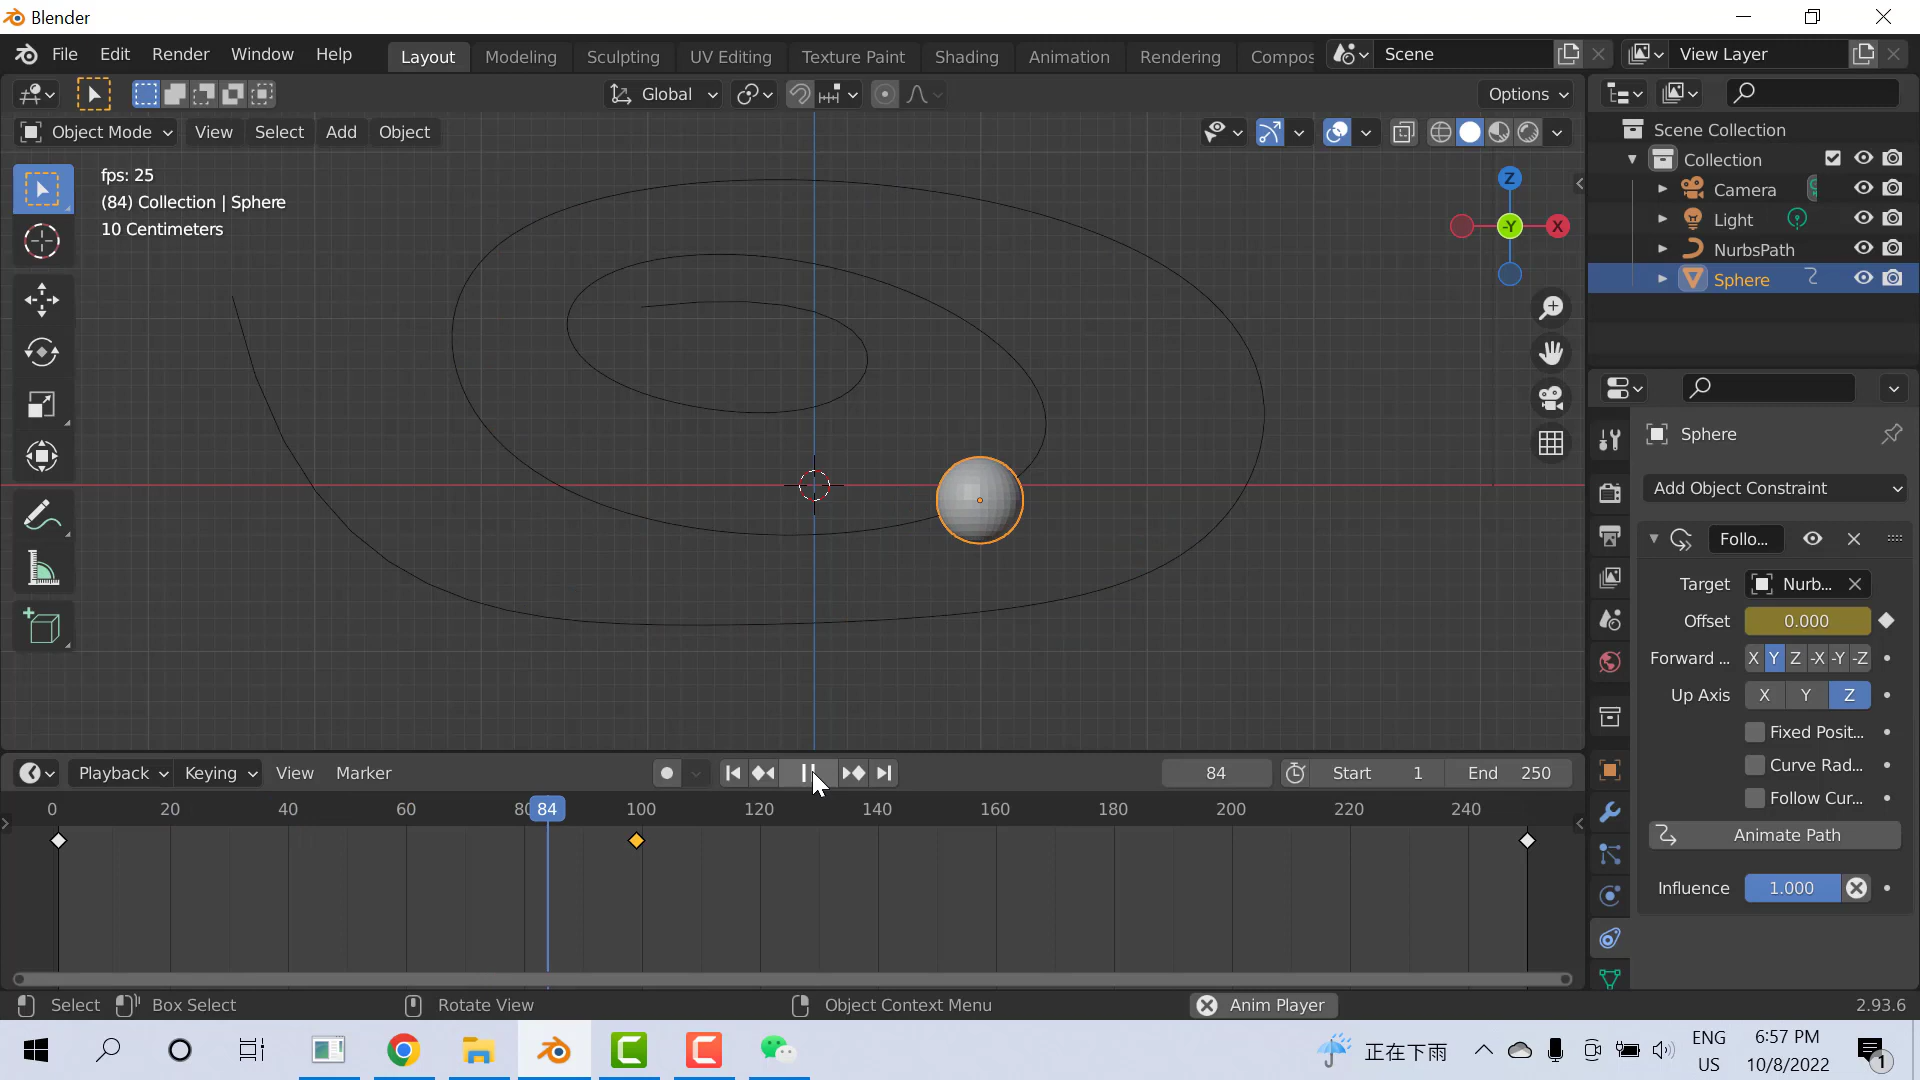 Blender
File Edit Render Window Help Layout Modeling Sculpting UV Editing Texture Paint Shading Animation Rendering Compos Scene View Layer
Global Options
Object Mode View Select Add Object
fps: 25
(84) Collection | Sphere
10 Centimeters
Z
-Y
X
Scene Collection
Collection
Camera
Light
NurbsPath
Sphere
Sphere
Add Object Constraint
Follo...
Target Nurb...
Offset 0.000
Forward ... X Y Z -X -Y -Z
Up Axis X Y Z
Fixed Posit...
Curve Rad...
Follow Cur...
Animate Path
Influence 1.000
Playback Keying View Marker 84 Start 1 End 250
0 20 40 60 80 84 100 120 140 160 180 200 220 240
Select Box Select Rotate View Object Context Menu Anim Player 2.93.6
正在下雨
ENG
US
6:57 PM
10/8/2022
1